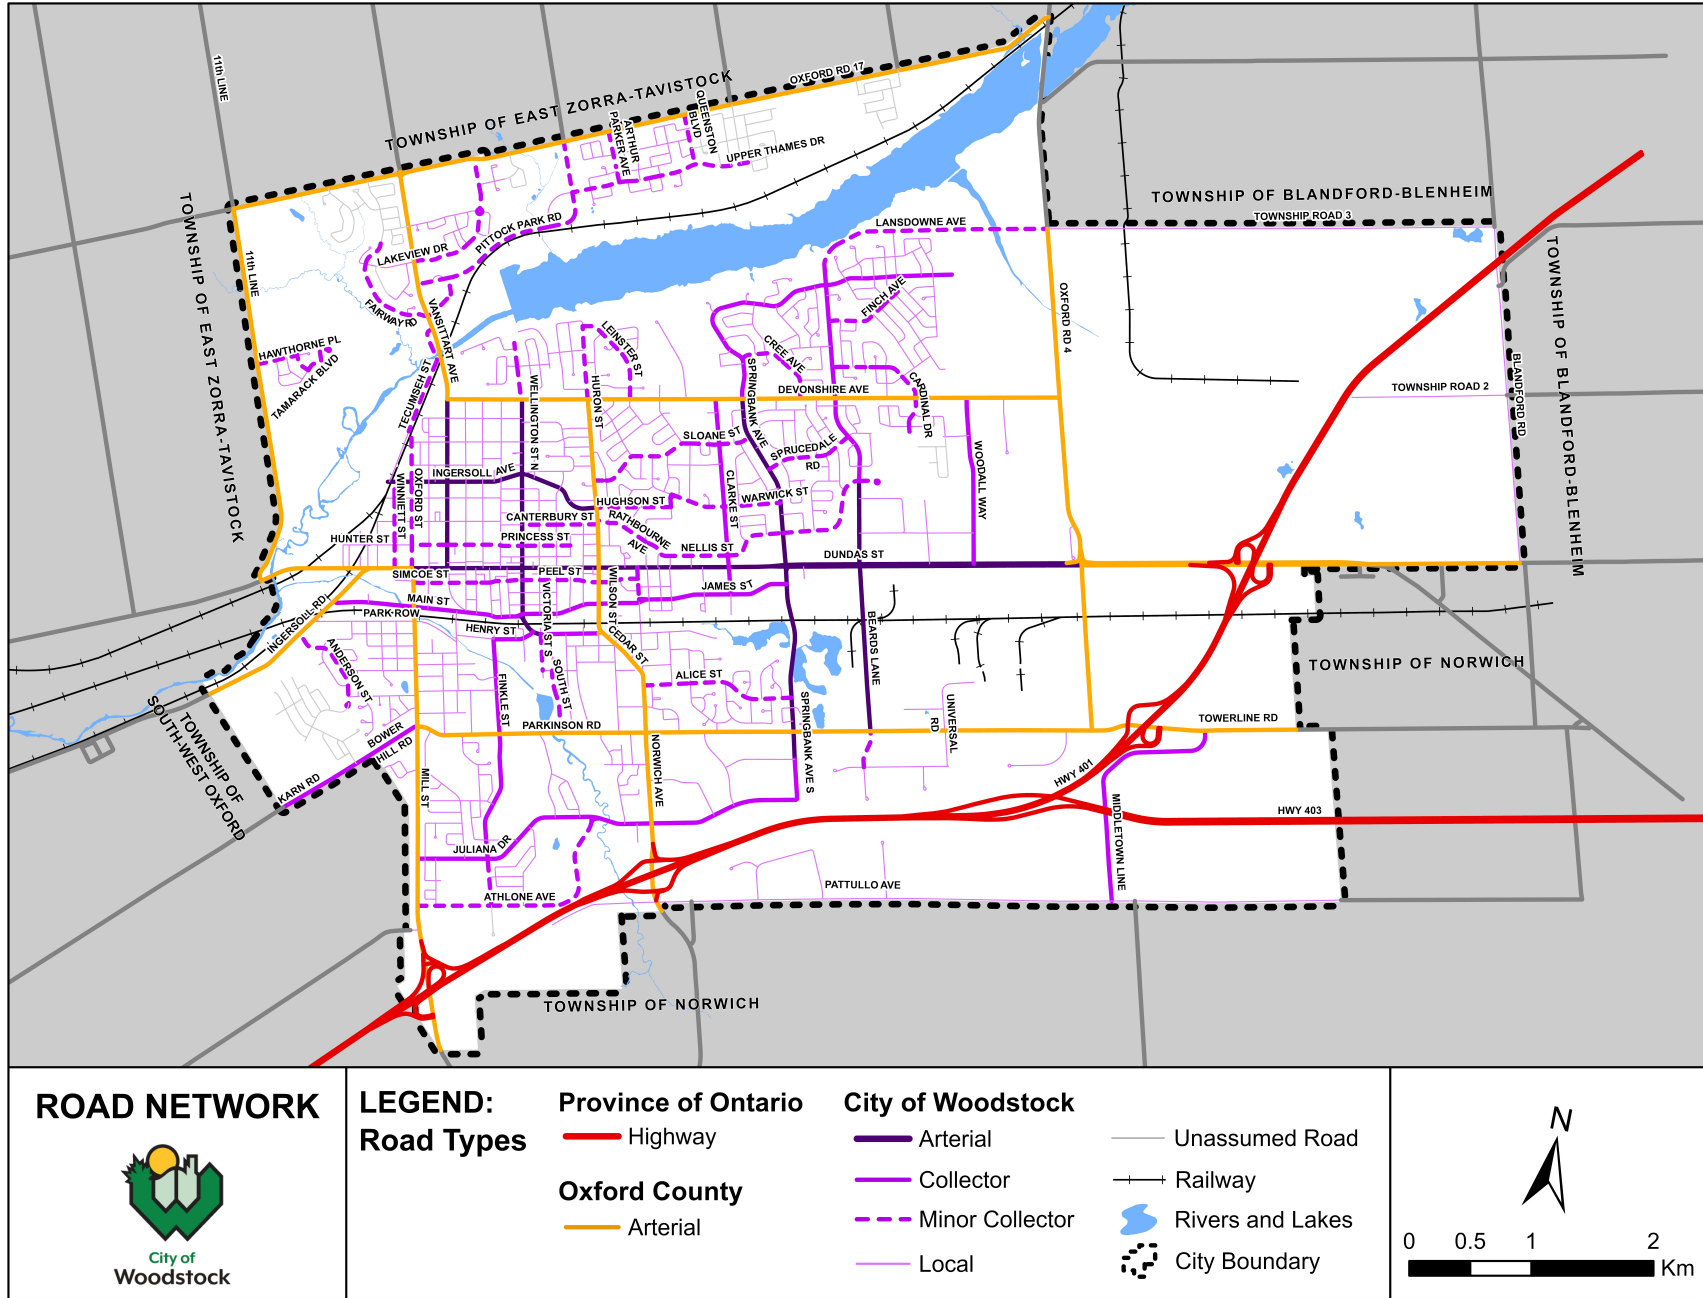 11th LINE
TOWNSHIP OF EAST ZORRA-TAVISTOCK
OXFORD RD 17
QUEENSTON
BLVD
ARTHUR
PARKER AVE
UPPER THAMES DR
TOWNSHIP OF BLANDFORD-BLENHEIM
TOWNSHIP ROAD 3
LANSDOWNE AVE
PITTOCK PARK RD
LAKEVIEW DR
TOWNSHIP OF EAST ZORRA-TAVISTOCK
11th LINE
FAIRWAY RD
VANSITTART AVE
HAWTHORNE PL
TAMARACK BLVD
TECUMSEH ST
LEINSTER ST
FINCH AVE
CREE AVE
OXFORD RD 4
TOWNSHIP OF BLANDFORD-BLENHEIM
BLANDFORD RD
TOWNSHIP ROAD 2
DEVONSHIRE AVE
CARDINAL DR
SPRINGBANK AVE
HURON ST
WELLINGTON ST N
SLOANE ST
SPRUCEDALE
RD
WOODALL WAY
INGERSOLL AVE
OXFORD ST
WINNETT ST
CLARKE ST
WARWICK ST
HUGHSON ST
CANTERBURY ST
RATHBOURNE
AVE
HUNTER ST
PRINCESS ST
NELLIS ST
DUNDAS ST
SIMCOE ST
PEEL ST
WILSON ST
JAMES ST
MAIN ST
PARK ROW
VICTORIA ST S
HENRY ST
CEDAR ST
INGERSOLL RD
BEARDS LANE
ANDERSON ST
SOUTH ST
ALICE ST
FINKLE ST
TOWNSHIP OF NORWICH
TOWNSHIP OF
SOUTH-WEST OXFORD
BOWER
HILL RD
KARN RD
PARKINSON RD
SPRINGBANK AVE S
UNIVERSAL
RD
TOWERLINE RD
MILL ST
NORWICH AVE
HWY 401
MIDDLETOWN LINE
HWY 403
JULIANA DR
ATHLONE AVE
PATTULLO AVE
TOWNSHIP OF NORWICH
ROAD NETWORK
City of
Woodstock
LEGEND:
Road Types
Province of Ontario
Highway
Oxford County
Arterial
City of Woodstock
Arterial
Collector
Minor Collector
Local
Unassumed Road
Railway
Rivers and Lakes
City Boundary
N
0 0.5 1 2
Km